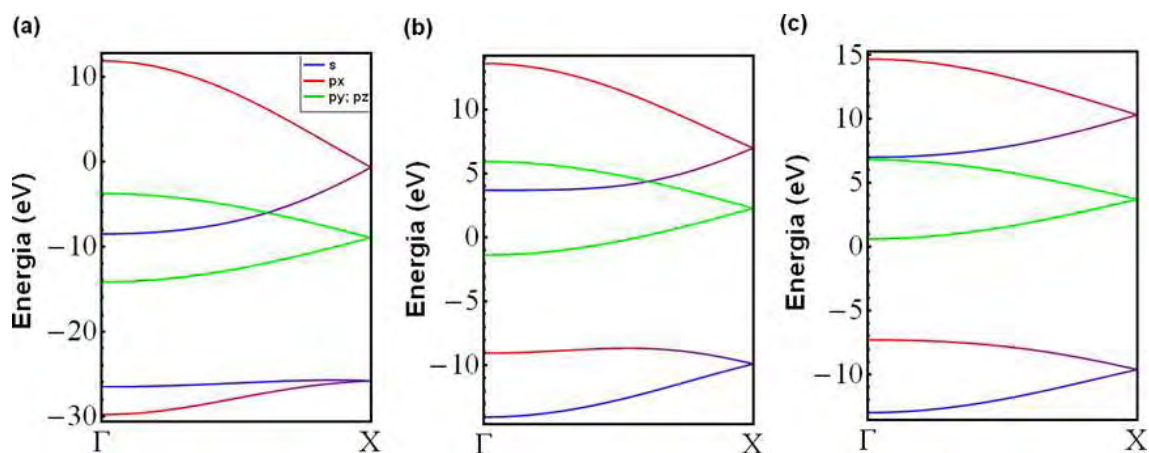 (a)
10
0
−10
−20
−30
Energia (eV)
Γ
X
s
px
py; pz
(b)
10
5
0
−5
−10
Energia (eV)
Γ
X
(c)
15
10
5
0
−5
−10
Energia (eV)
Γ
X